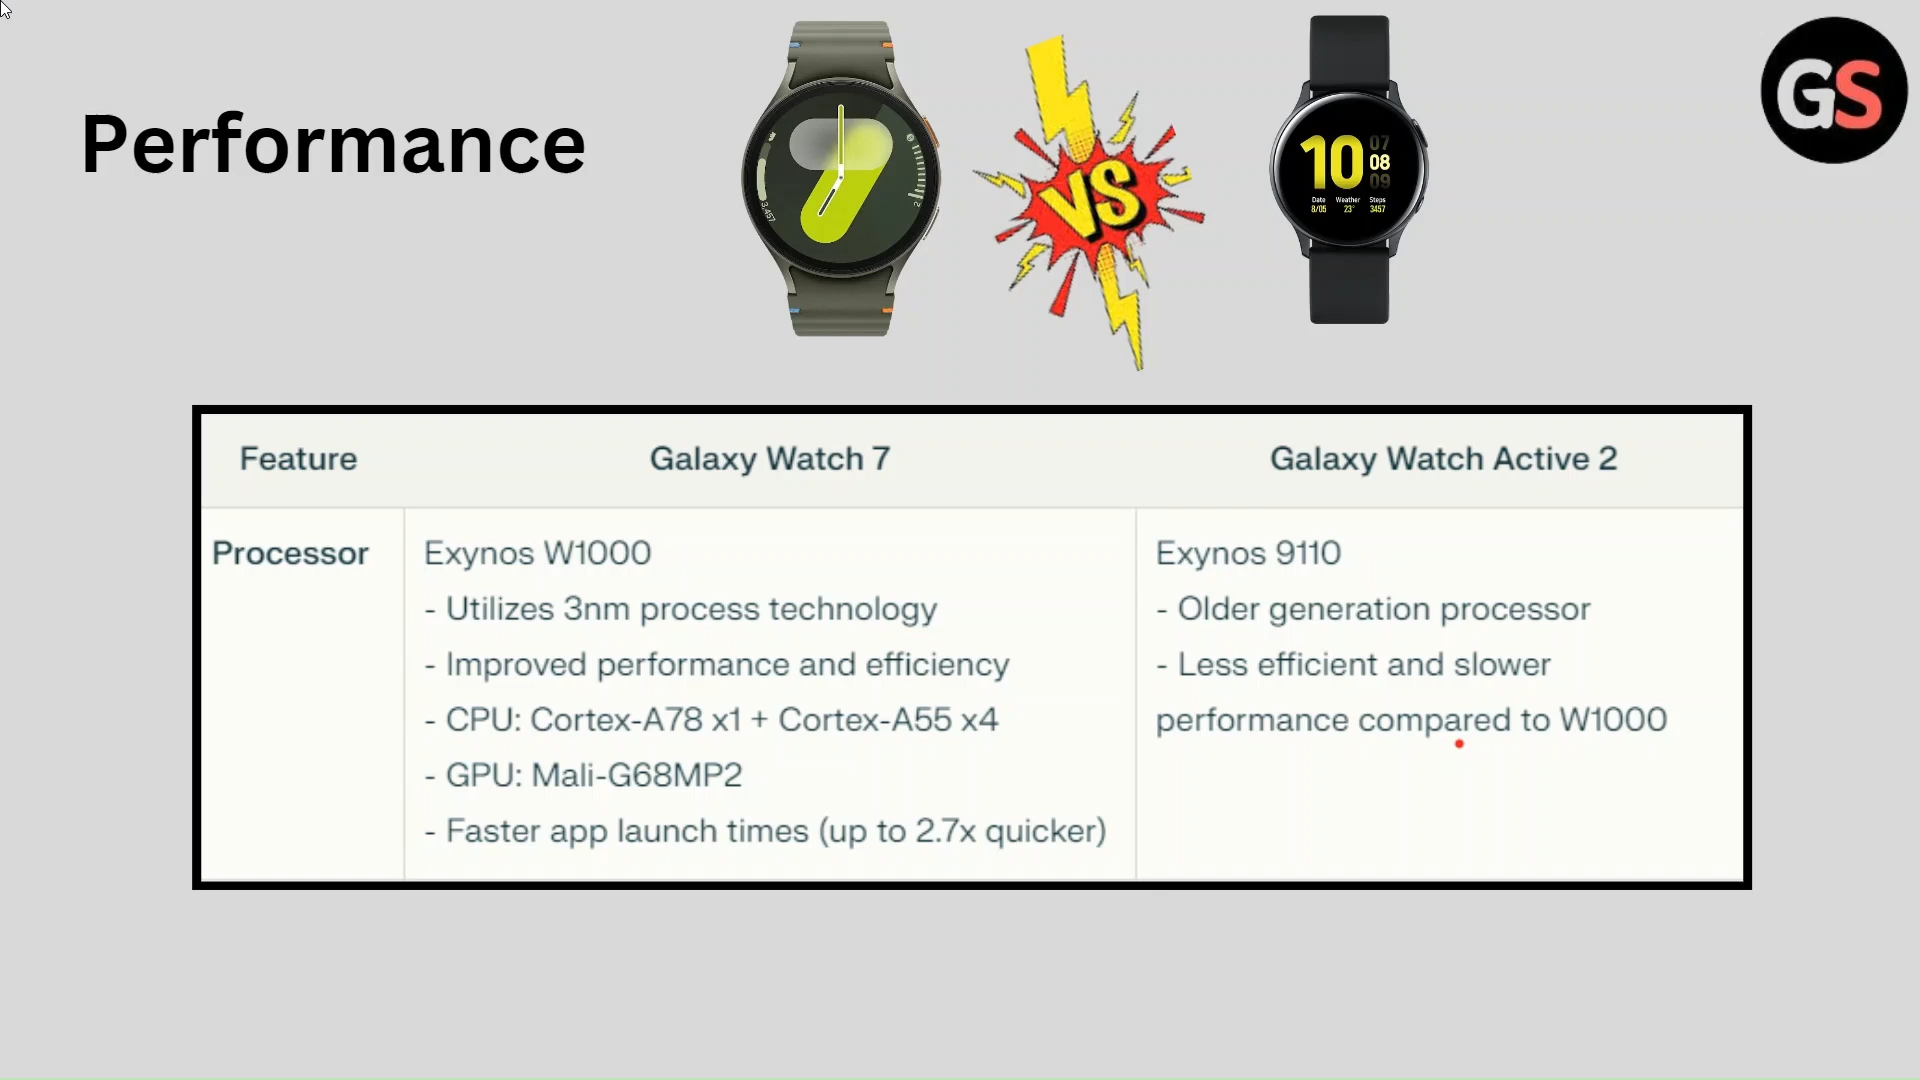 Performance
3,457
2
VS
10
07
08
09
Date Weather Steps
8/05 23° 3457
GS
Feature Galaxy Watch 7 Galaxy Watch Active 2
Processor
Exynos W1000
- Utilizes 3nm process technology
- Improved performance and efficiency
- CPU: Cortex-A78 x1 + Cortex-A55 x4
- GPU: Mali-G68MP2
- Faster app launch times (up to 2.7x quicker)
Exynos 9110
- Older generation processor
- Less efficient and slower
performance compared to W1000